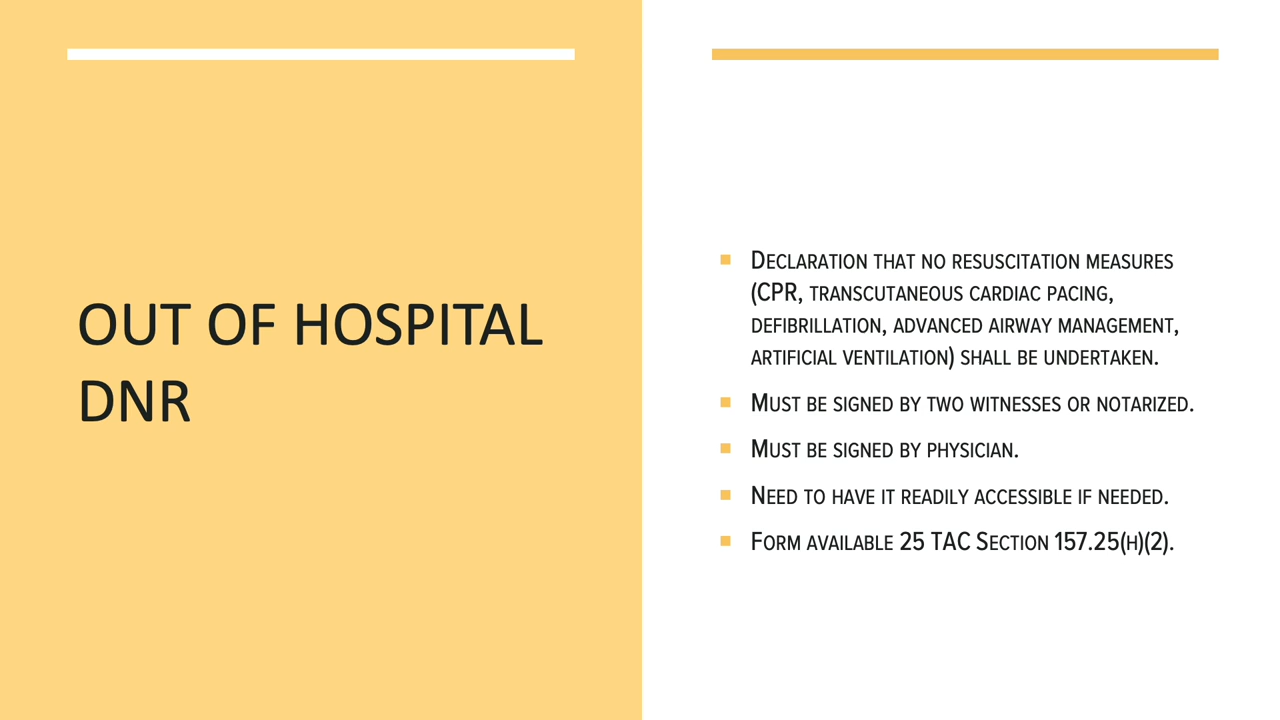 OUT OF HOSPITAL
DNR
Declaration that no resuscitation measures
(CPR, transcutaneous cardiac pacing,
defibrillation, advanced airway management,
artificial ventilation) shall be undertaken.
Must be signed by two witnesses or notarized.
Must be signed by physician.
Need to have it readily accessible if needed.
Form available 25 TAC Section 157.25(h)(2).